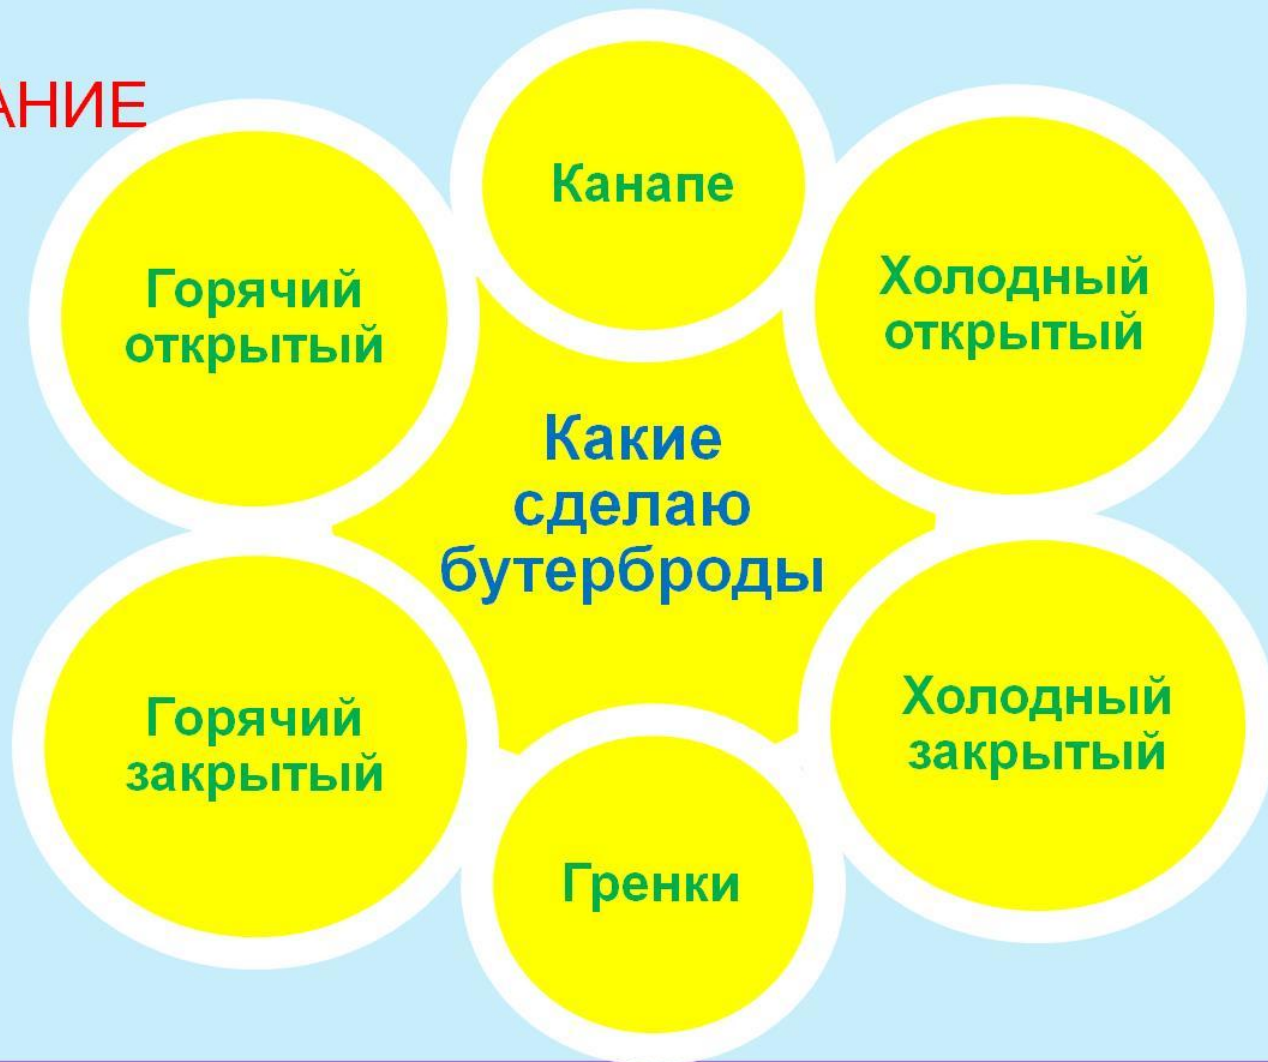 АНИЕ
Канапе
Горячий
открытый
Холодный
открытый
Какие
сделаю
бутерброды
Горячий
закрытый
Холодный
закрытый
Гренки